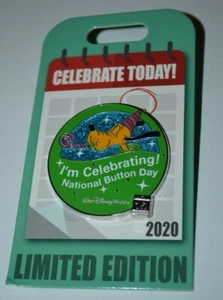 CELEBRATE TODAY!
I'm Celebrating!
National Button Day
Walt Disney World
2020
LIMITED EDITION